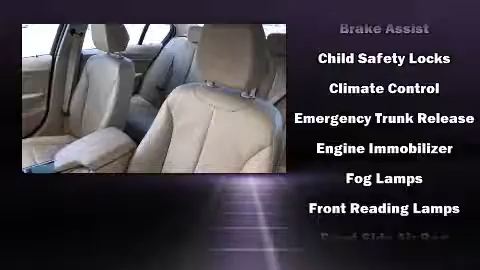 Brake Assist
Child Safety Locks
Climate Control
Emergency Trunk Release
Engine Immobilizer
Fog Lamps
Front Reading Lamps